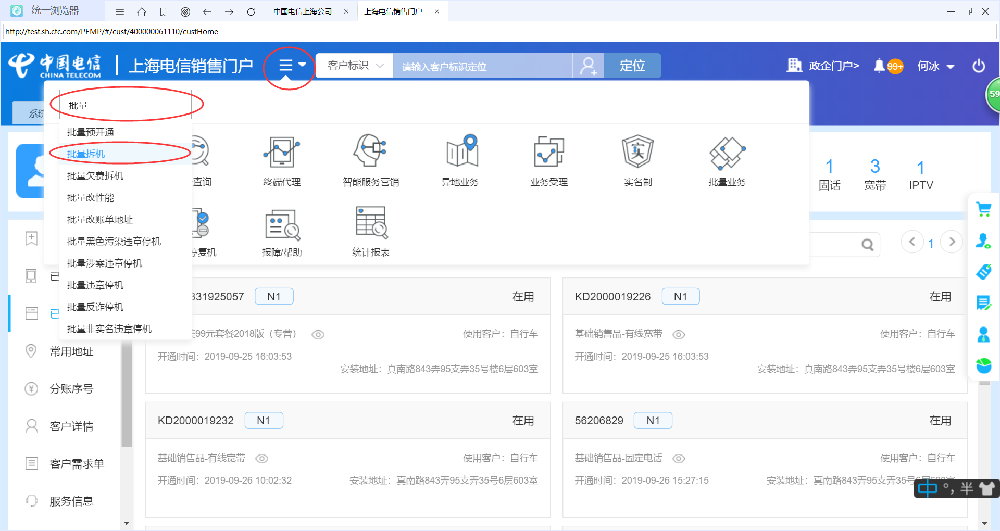 统一浏览器
中国电信上海公司
上海电信销售门户
http://test.sh.ctc.com/PEMP/#/cust/400000061110/custHome
中国电信
CHINA TELECOM
上海电信销售门户
客户标识
请输入客户标识定位
定位
政企门户>
99+
何冰
59
系统
批量
批量预开通
批量拆机
批量欠费拆机
批量改性能
批量改账单地址
批量黑色污染违章停机
批量涉案违章停机
批量违章停机
批量反诈停机
批量非实名违章停机
查询
终端代理
智能服务营销
异地业务
业务受理
实名制
批量业务
停复机
报障/帮助
统计报表
1
固话
3
宽带
1
IPTV
1
已
已
常用地址
分账序号
客户详情
客户需求单
服务信息
331925057
N1
在用
99元套餐2018版（专营）
使用客户：自行车
开通时间：2019-09-25 16:03:53
安装地址：真南路843弄95支弄35号楼6层603室
KD2000019226
N1
在用
基础销售品-有线宽带
使用客户：自行车
开通时间：2019-09-25 16:03:53
安装地址：真南路843弄95支弄35号楼6层603室
KD2000019232
N1
在用
基础销售品-有线宽带
使用客户：自行车
开通时间：2019-09-26 10:02:32
安装地址：真南路843弄95支弄35号6层603室
56206829
N1
在用
基础销售品-固定电话
使用客户：自行车
开通时间：2019-09-26 15:27:15
安装地址：真南路843弄95支弄35号6层603室
中 °, 半